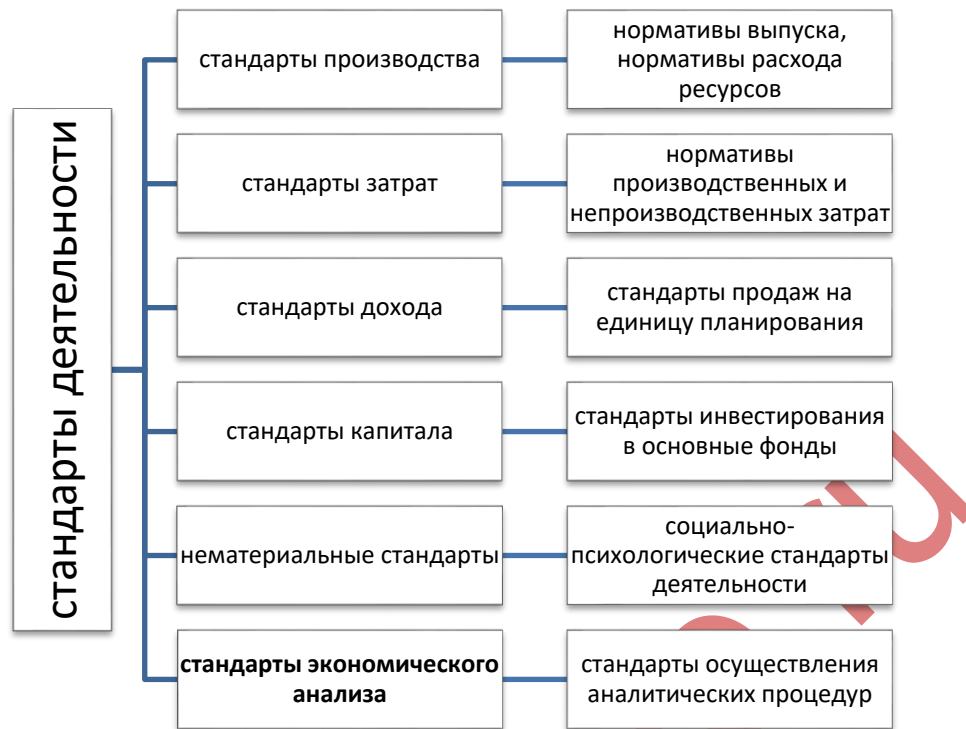 стандарты деятельности
стандарты производства
нормативы выпуска,
нормативы расхода
ресурсов
стандарты затрат
нормативы
производственных и
непроизводственных затрат
стандарты дохода
стандарты продаж на
единицу планирования
стандарты капитала
стандарты инвестирования
в основные фонды
нематериальные стандарты
социально-
психологические стандарты
деятельности
стандарты экономического
анализа
стандарты осуществления
аналитических процедур